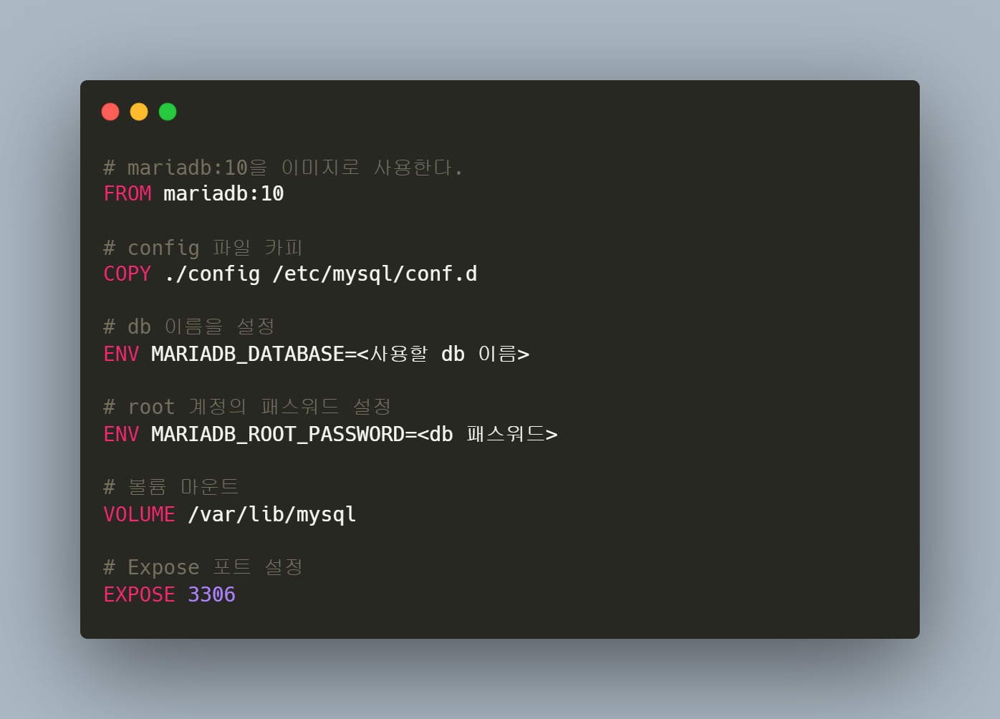 # mariadb:10을 이미지로 사용한다.
FROM mariadb:10
# config 파일 카피
COPY ./config /etc/mysql/conf.d
# db 이름을 설정
ENV MARIADB_DATABASE=<사용할 db 이름>
# root 계정의 패스워드 설정
ENV MARIADB_ROOT_PASSWORD=<db 패스워드>
# 볼륨 마운트
VOLUME /var/lib/mysql
# Expose 포트 설정
EXPOSE 3306